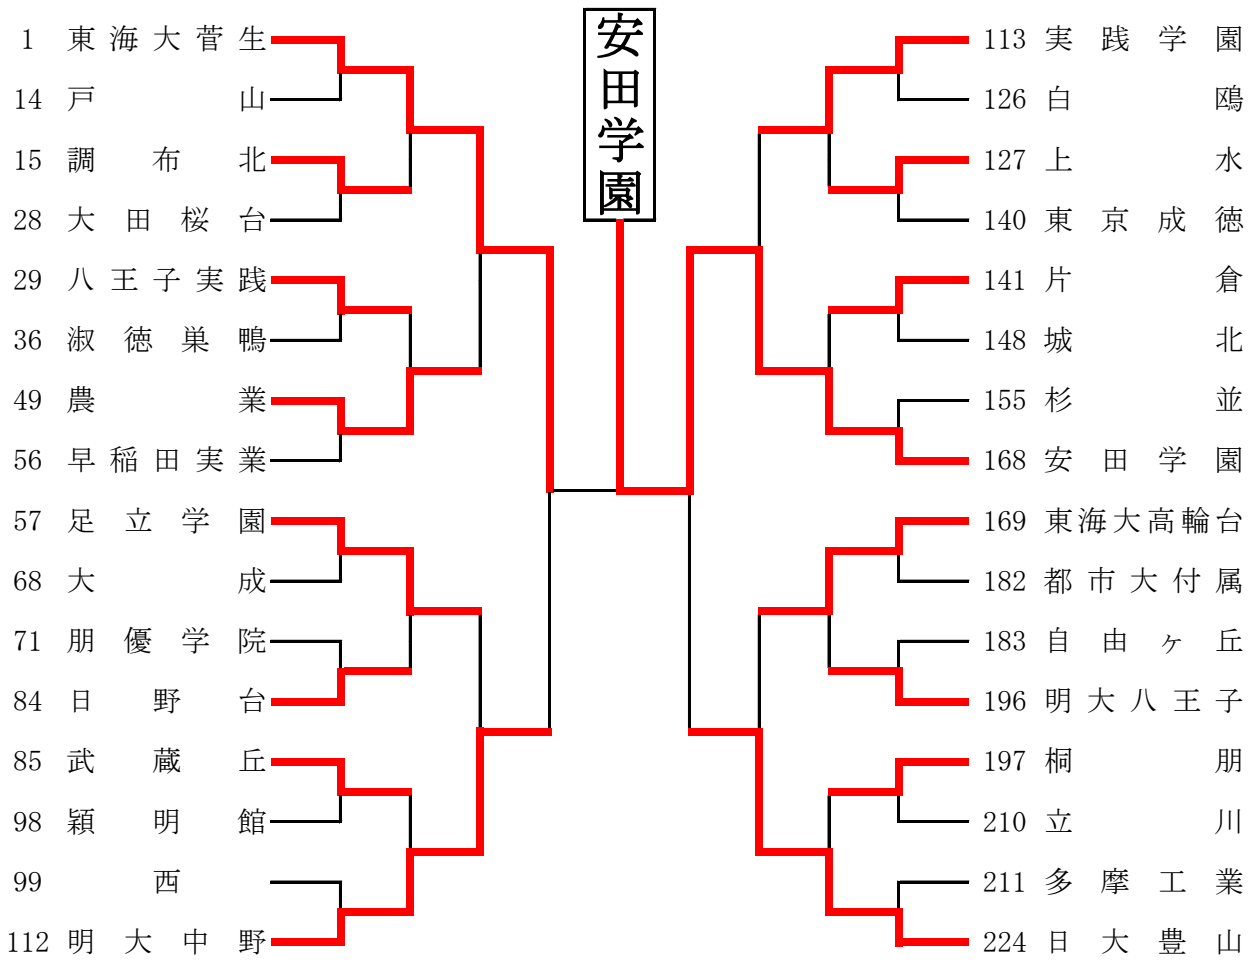 安田学園
1 東海大菅生
14 戸山
15 調布北
28 大田桜台
29 八王子実践
36 淑徳巣鴨
49 農業
56 早稲田実業
57 足立学園
68 大成
71 朋優学院
84 日野台
85 武蔵丘
98 穎明館
99 西
112 明大中野
113 実践学園
126 白鴎
127 上水
140 東京成徳
141 片倉
148 城北
155 杉並
168 安田学園
169 東海大高輪台
182 都市大付属
183 自由ヶ丘
196 明大八王子
197 桐朋
210 立川
211 多摩工業
224 日大豊山